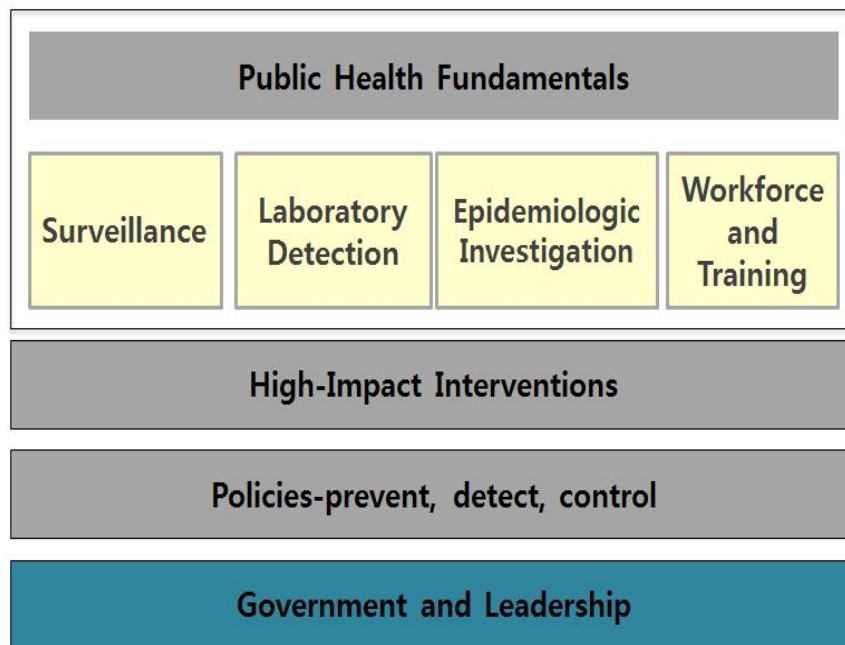 Public Health Fundamentals
Surveillance
Laboratory
Detection
Epidemiologic
Investigation
Workforce
and
Training
High-Impact Interventions
Policies-prevent, detect, control
Government and Leadership